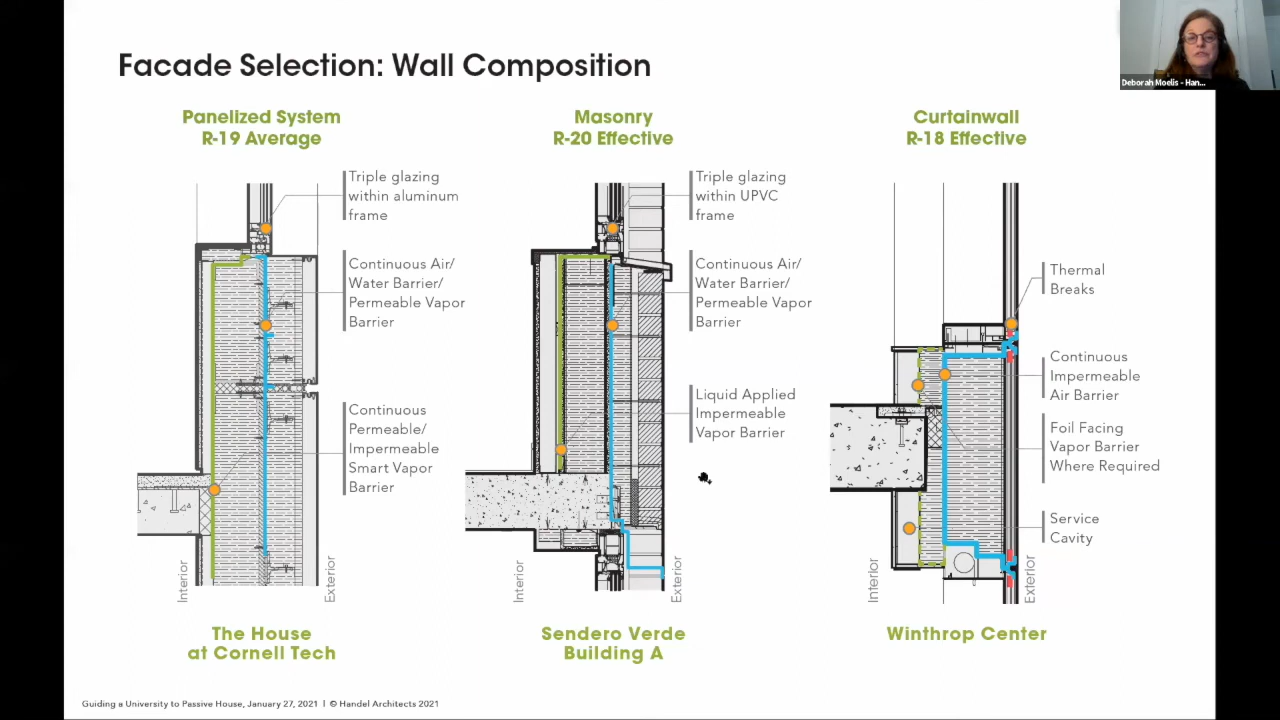 Facade Selection: Wall Composition
Deborah Moelis - Han...
Panelized System
R-19 Average
Triple glazing
within aluminum
frame
Continuous Air/
Water Barrier/
Permeable Vapor
Barrier
Continuous
Permeable/
Impermeable
Smart Vapor
Barrier
Interior
Exterior
The House
at Cornell Tech
Masonry
R-20 Effective
Triple glazing
within UPVC
frame
Continuous Air/
Water Barrier/
Permeable Vapor
Barrier
Liquid Applied
Impermeable
Vapor Barrier
Interior
Exterior
Sendero Verde
Building A
Curtainwall
R-18 Effective
Thermal
Breaks
Continuous
Impermeable
Air Barrier
Foil Facing
Vapor Barrier
Where Required
Service
Cavity
Interior
Exterior
Winthrop Center
Guiding a University to Passive House, January 27, 2021 | © Handel Architects 2021